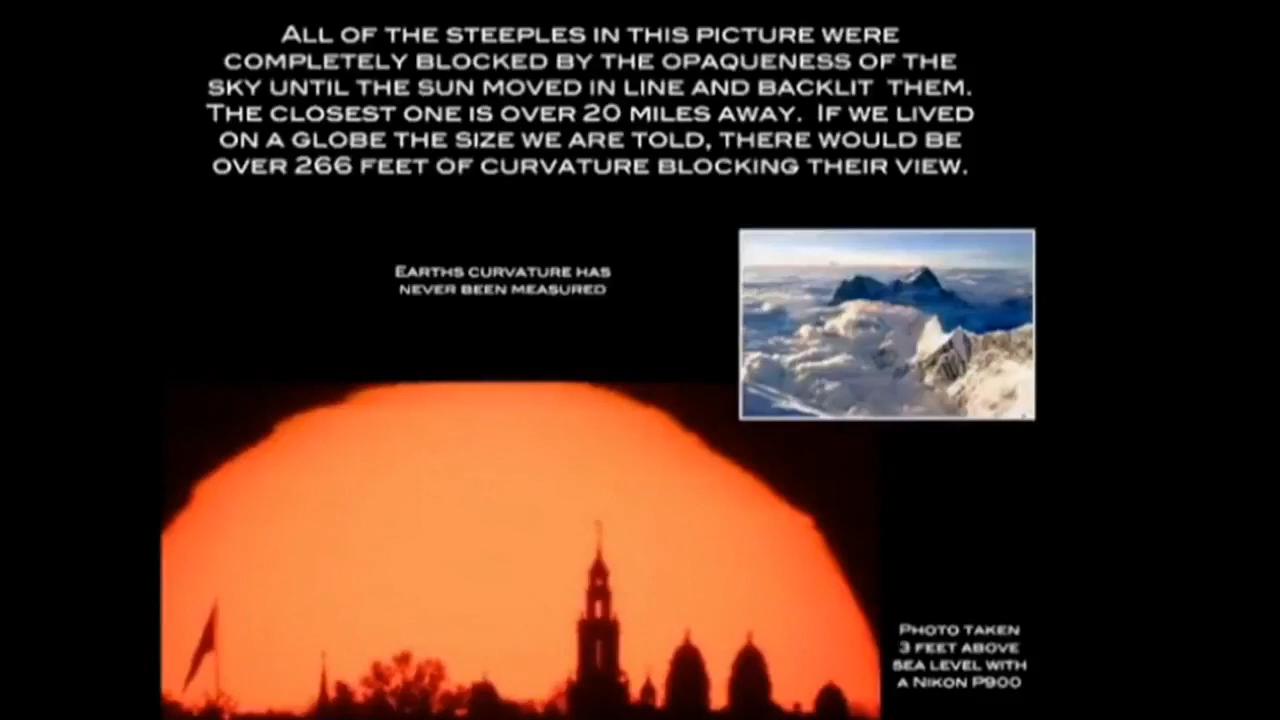 ALL OF THE STEEPLES IN THIS PICTURE WERE
COMPLETELY BLOCKED BY THE OPAQUENESS OF THE
SKY UNTIL THE SUN MOVED IN LINE AND BACKLIT THEM.
THE CLOSEST ONE IS OVER 20 MILES AWAY. IF WE LIVED
ON A GLOBE THE SIZE WE ARE TOLD, THERE WOULD BE
OVER 266 FEET OF CURVATURE BLOCKING THEIR VIEW.
EARTHS CURVATURE HAS
NEVER BEEN MEASURED
PHOTO TAKEN
3 FEET ABOVE
SEA LEVEL WITH
A NIKON P900